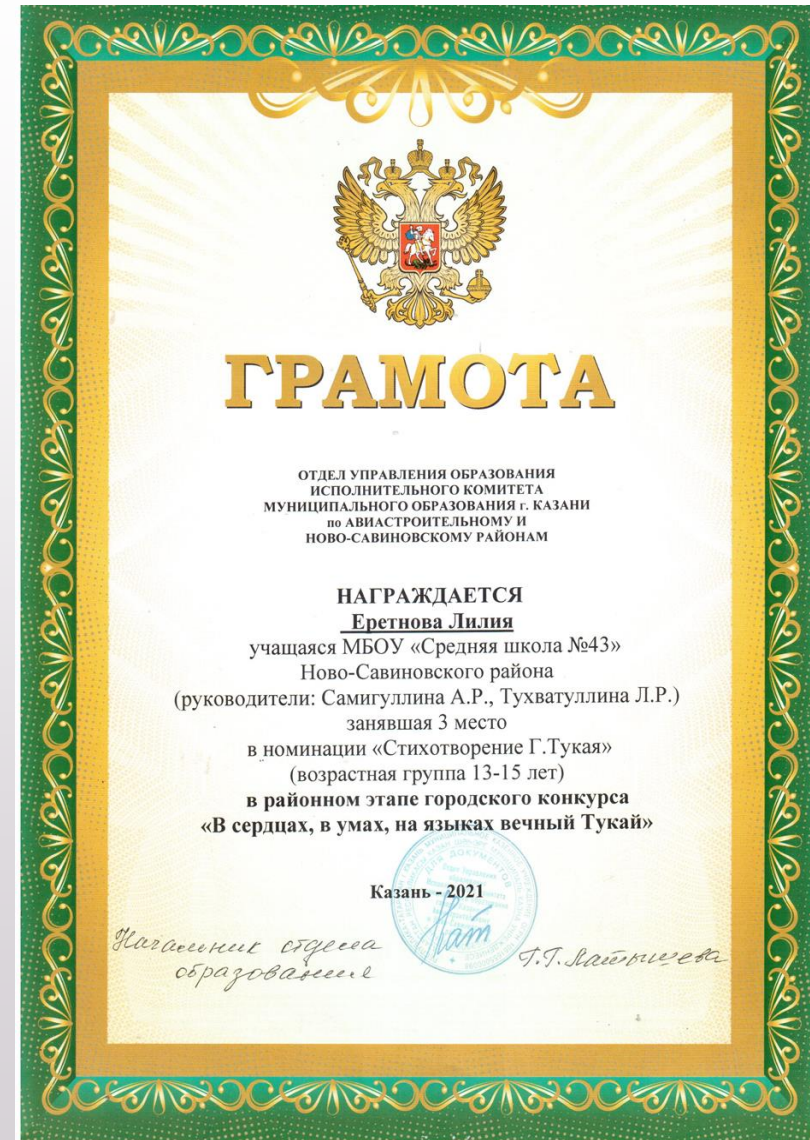 ГРАМОТА
ОТДЕЛ УПРАВЛЕНИЯ ОБРАЗОВАНИЯ
ИСПОЛНИТЕЛЬНОГО КОМИТЕТА
МУНИЦИПАЛЬНОГО ОБРАЗОВАНИЯ г. КАЗАНИ
по АВИАСТРОИТЕЛЬНОМУ И
НОВО-САВИНОВСКОМУ РАЙОНАМ
НАГРАЖДАЕТСЯ
Еретнова Лилия
учащаяся МБОУ «Средняя школа №43»
Ново-Савиновского района
(руководители: Самигуллина А.Р., Тухватуллина Л.Р.)
занявшая 3 место
в номинации «Стихотворение Г.Тукая»
(возрастная группа 13-15 лет)
в районном этапе городского конкурса
«В сердцах, в умах, на языках вечный Тукай»
ДЛЯ ДОКУМЕНТОВ
Казань - 2021
Начальник отдела
образования
Г.Г. Латышева